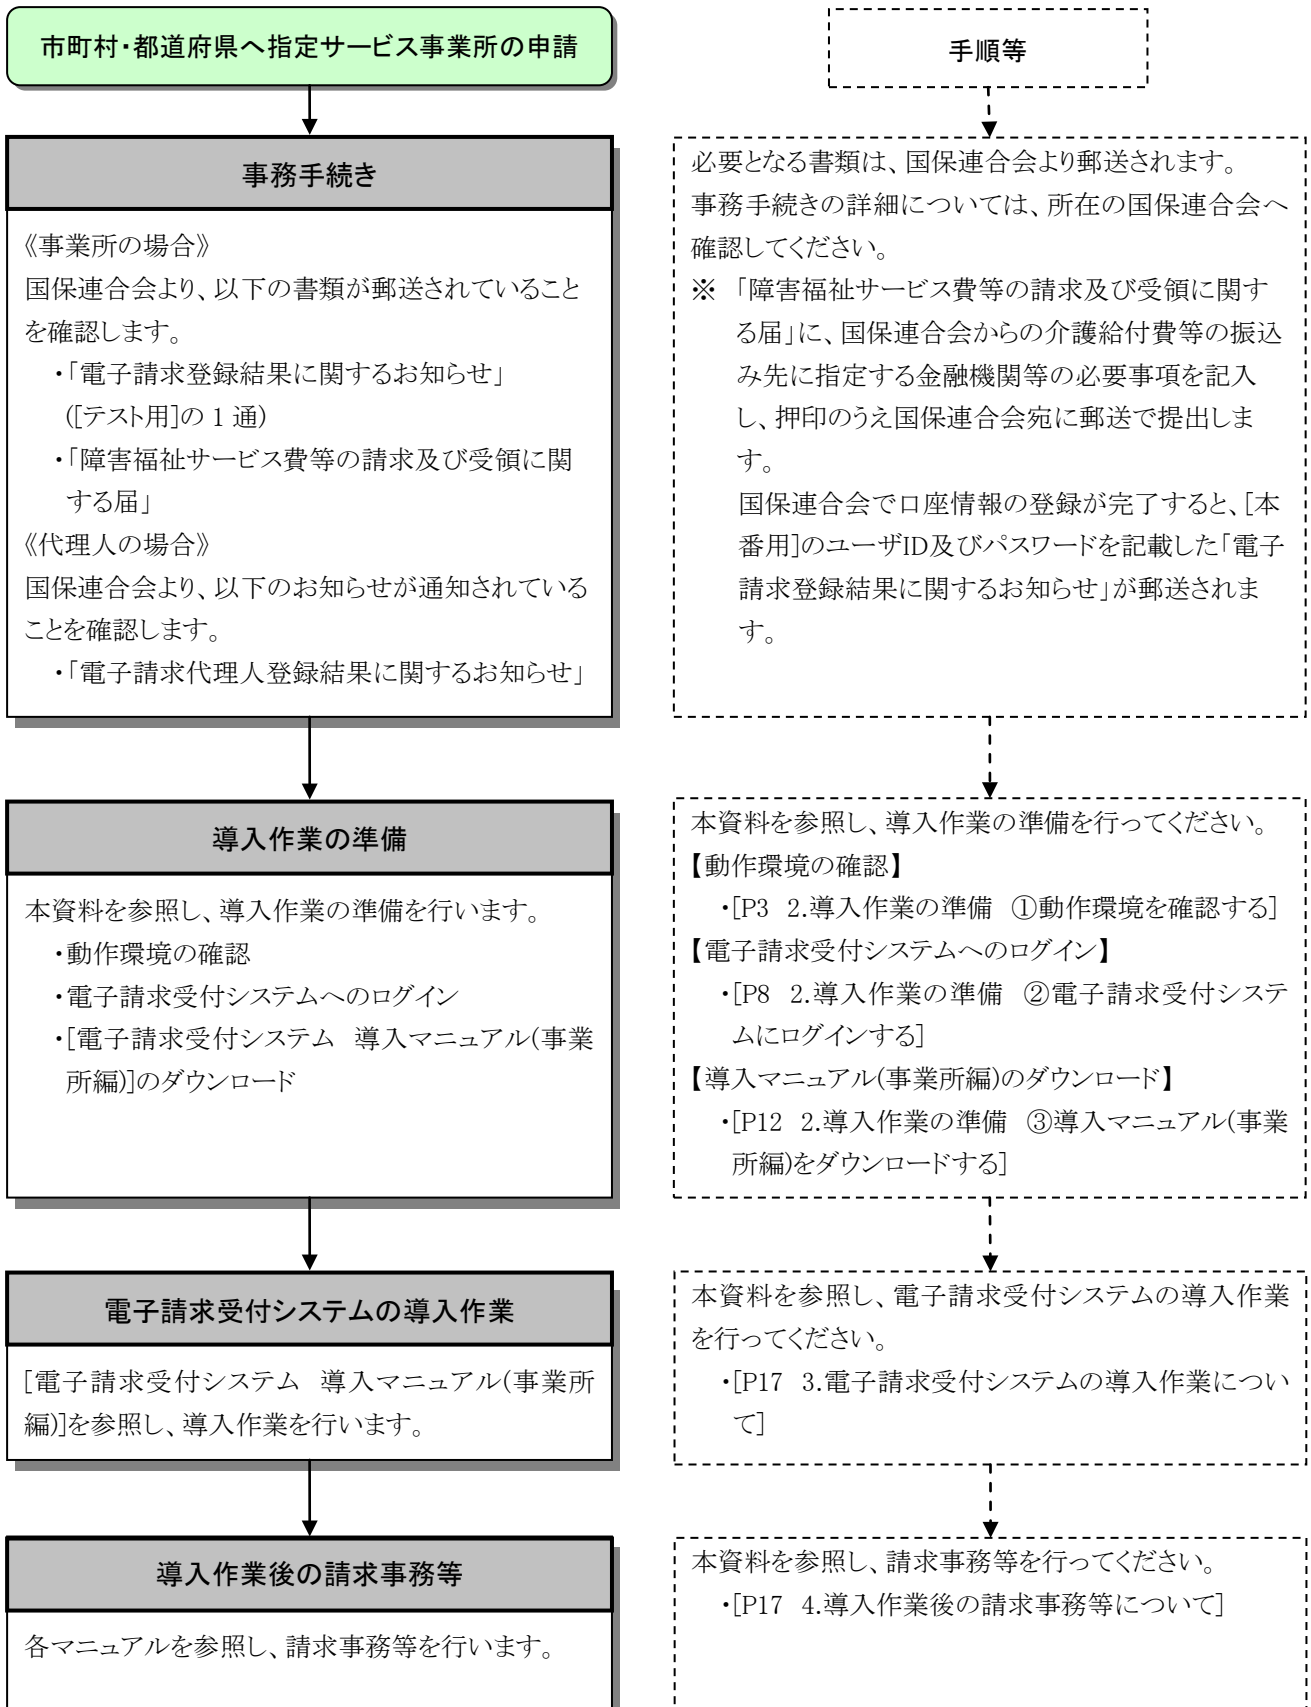 市町村・都道府県へ指定サービス事業所の申請
手順等
事務手続き
《事業所の場合》
国保連合会より、以下の書類が郵送されていること
を確認します。
・「電子請求登録結果に関するお知らせ」
([テスト用]の 1 通)
・「障害福祉サービス費等の請求及び受領に関
する届」
《代理人の場合》
国保連合会より、以下のお知らせが通知されている
ことを確認します。
・「電子請求代理人登録結果に関するお知らせ」
必要となる書類は、国保連合会より郵送されます。
事務手続きの詳細については、所在の国保連合会へ
確認してください。
※ 「障害福祉サービス費等の請求及び受領に関す
る届」に、国保連合会からの介護給付費等の振込
み先に指定する金融機関等の必要事項を記入
し、押印のうえ国保連合会宛に郵送で提出しま
す。
国保連合会で口座情報の登録が完了すると、[本
番用]のユーザID及びパスワードを記載した「電子
請求登録結果に関するお知らせ」が郵送されま
す。
導入作業の準備
本資料を参照し、導入作業の準備を行います。
・動作環境の確認
・電子請求受付システムへのログイン
・[電子請求受付システム 導入マニュアル(事業
所編)]のダウンロード
本資料を参照し、導入作業の準備を行ってください。
【動作環境の確認】
・[P3 2.導入作業の準備 ①動作環境を確認する]
【電子請求受付システムへのログイン】
・[P8 2.導入作業の準備 ②電子請求受付システ
ムにログインする]
【導入マニュアル(事業所編)のダウンロード】
・[P12 2.導入作業の準備 ③導入マニュアル(事業
所編)をダウンロードする]
電子請求受付システムの導入作業
[電子請求受付システム 導入マニュアル(事業所
編)]を参照し、導入作業を行います。
本資料を参照し、電子請求受付システムの導入作業
を行ってください。
・[P17 3.電子請求受付システムの導入作業につい
て]
導入作業後の請求事務等
各マニュアルを参照し、請求事務等を行います。
本資料を参照し、請求事務等を行ってください。
・[P17 4.導入作業後の請求事務等について]